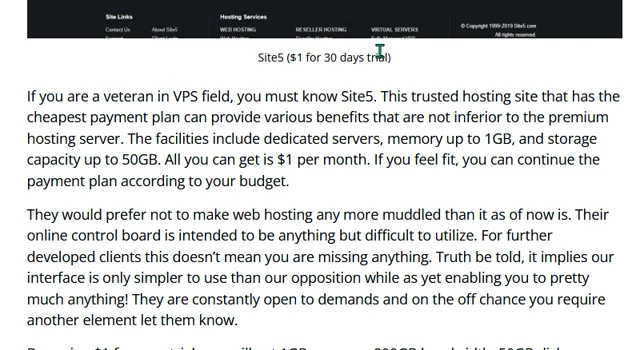 Site Links Hosting Services
Contact Us About Site5 WEB HOSTING RESELLER HOSTING VIRTUAL SERVERS
© Copyright 1999-2019 Site5.com
All rights reserved.
Site5 ($1 for 30 days trial)
If you are a veteran in VPS field, you must know Site5. This trusted hosting site that has the
cheapest payment plan can provide various benefits that are not inferior to the premium
hosting server. The facilities include dedicated servers, memory up to 1GB, and storage
capacity up to 50GB. All you can get is $1 per month. If you feel fit, you can continue the
payment plan according to your budget.
They would prefer not to make web hosting any more muddled than it as of now is. Their
online control board is intended to be anything but difficult to utilize. For further
developed clients this doesn’t mean you are missing anything. Truth be told, it implies our
interface is only simpler to use than our opposition while as yet enabling you to pretty
much anything! They are constantly open to demands and on the off chance you require
another element let them know.